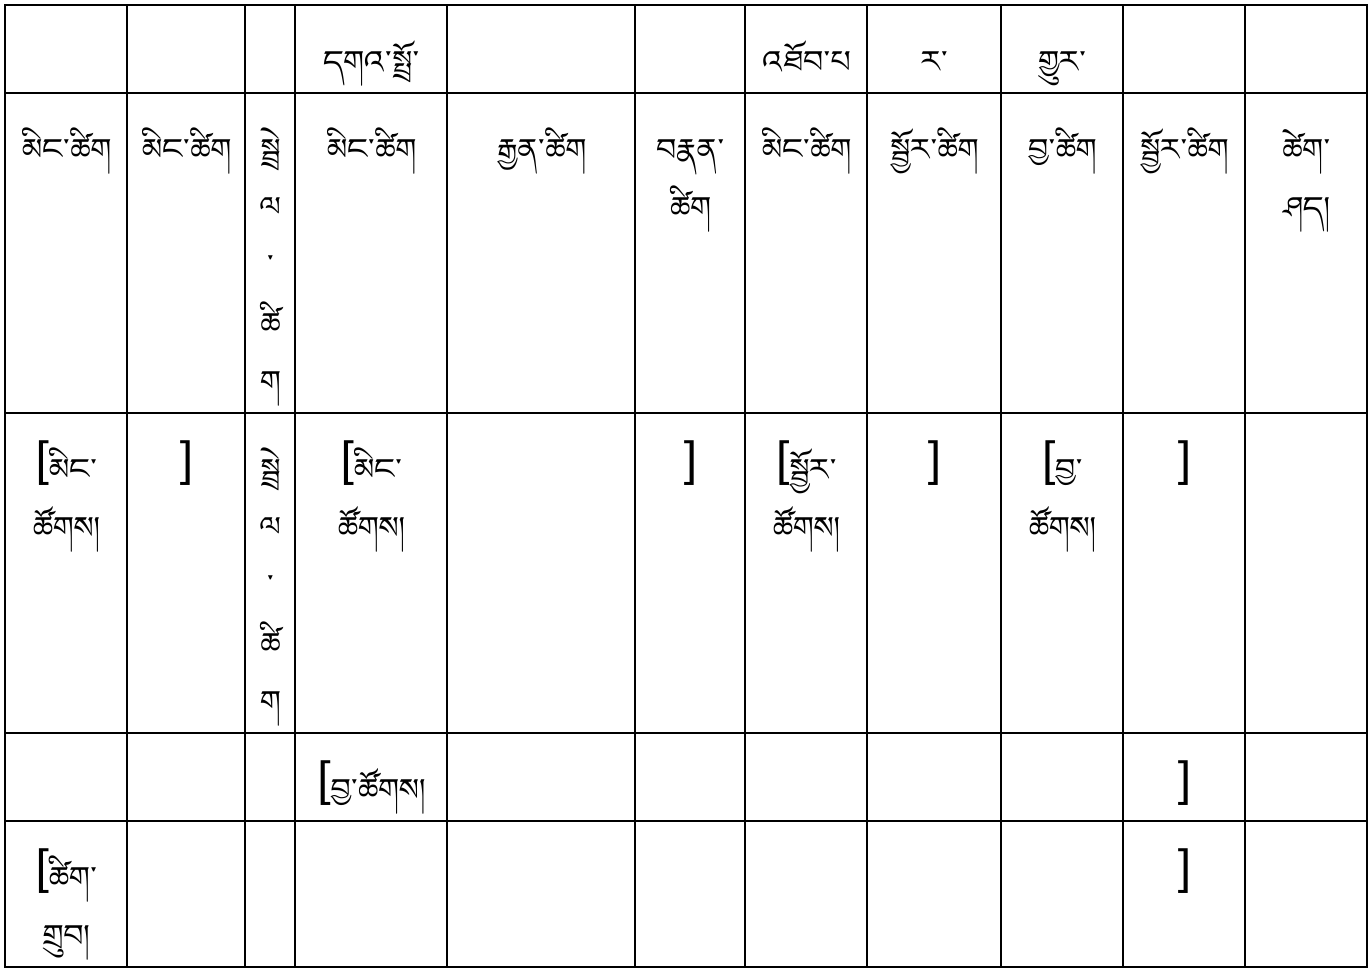 དགའ་སྤྲོ་ འཐོབ་པ ར་ གྱུར་
མིང་ཚིག མིང་ཚིག སྦྲེལ་ཚིག མིང་ཚིག རྒྱན་ཚིག བརྣན་ མིང་ཚིག སྦྱོར་ཚིག བྱ་ཚིག སྦྱོར་ཚིག ཚེག་
ཚིག ཤད།
[མིང་ ] སྦྲེལ་ཚིག [མིང་ ] [སྦྱོར་ ] [བྱ་ ]
ཚོགས། ཚོགས། ཚོགས། ཚོགས།
[བྱ་ཚོགས། ]
[ཚིག་ ]
གྲུབ།